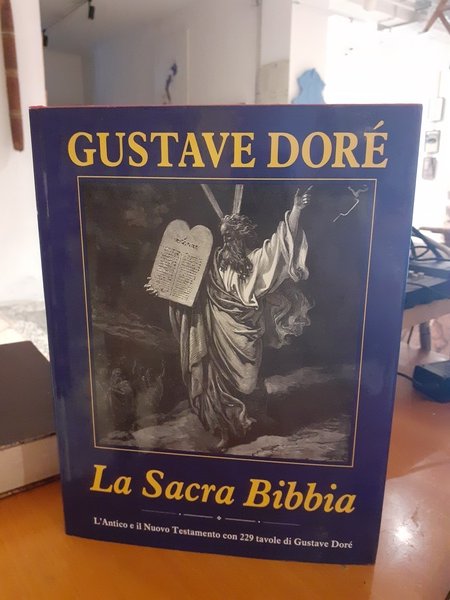 GUSTAVE DORÉ
La Sacra Bibbia
L'Antico e il Nuovo Testamento con 229 tavole di Gustave Doré